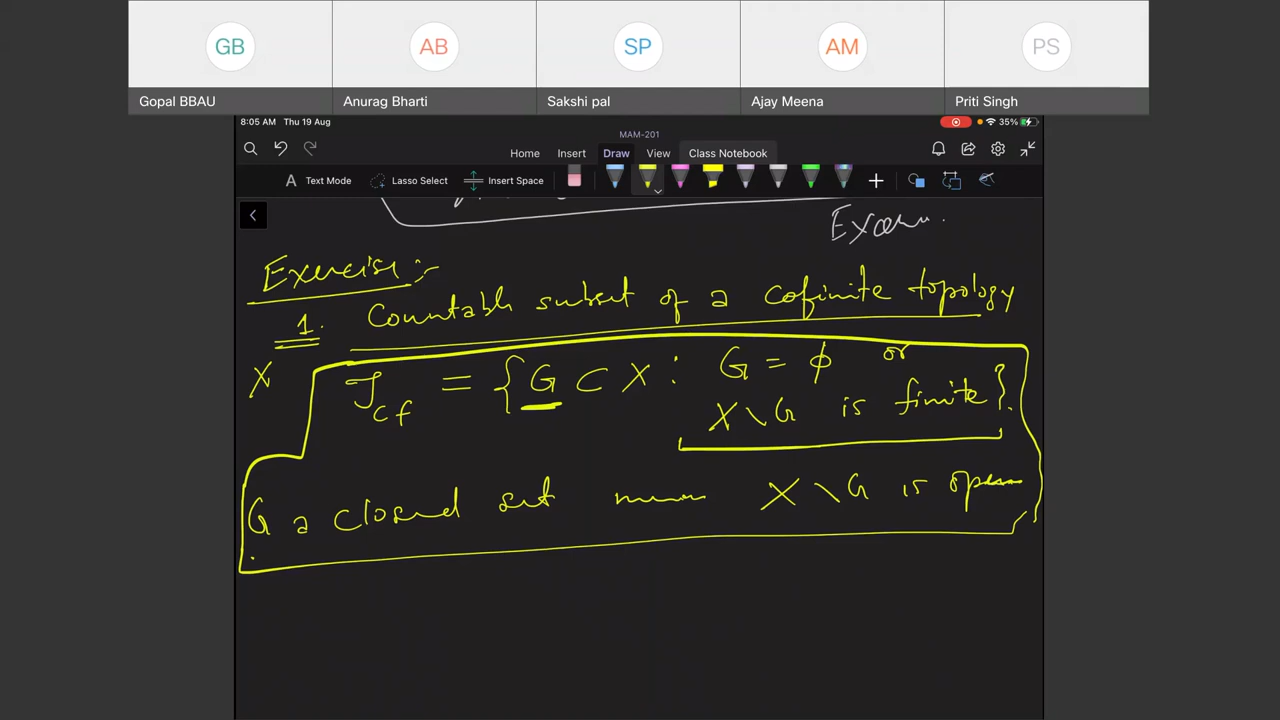 GB AB SP AM PS
Gopal BBAU Anurag Bharti Sakshi pal Ajay Meena Priti Singh
8:05 AM Thu 19 Aug 35%
MAM-201
Home Insert Draw View Class Notebook
Text Mode Lasso Select Insert Space
Exercise :-
1. Countable subset of a cofinite topology
X J_cf = { G ⊂ X : G = ϕ or
X \ G is finite }.
G a closed set means X \ G is open